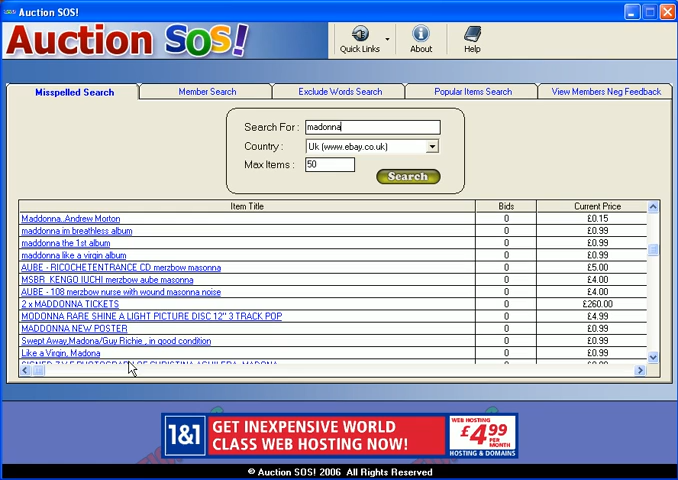 Auction SOS!
Auction SOS!
Quick Links
About
Help
Misspelled Search
Member Search
Exclude Words Search
Popular Items Search
View Members Neg Feedback
Search For :
madonna
Country :
Uk (www.ebay.co.uk)
Max Items :
50
Search
Item Title Bids Current Price
Maddonna..Andrew Morton 0 £0.15
maddonna im breathless album 0 £0.99
maddonna the 1st album 0 £0.99
maddonna like a virgin album 0 £0.99
AUBE - RICOCHETENTRANCE CD merzbow masonna 0 £5.00
MSBR KENGO IUCHI merzbow aube masonna 0 £4.00
AUBE - 108 merzbow nurse with wound masonna noise 0 £4.00
2 x MADDONNA TICKETS 0 £260.00
MODONNA RARE SHINE A LIGHT PICTURE DISC 12'' 3 TRACK POP 0 £4.99
MADDONNA NEW POSTER 0 £0.99
Swept Away,Madona/Guy Richie , in good condition 0 £0.99
Like a Virgin, Madona 0 £0.99
1&1
GET INEXPENSIVE WORLD
CLASS WEB HOSTING NOW!
WEB HOSTING
£4.99
PER MONTH
HOSTING & DOMAINS
© Auction SOS! 2006 All Rights Reserved